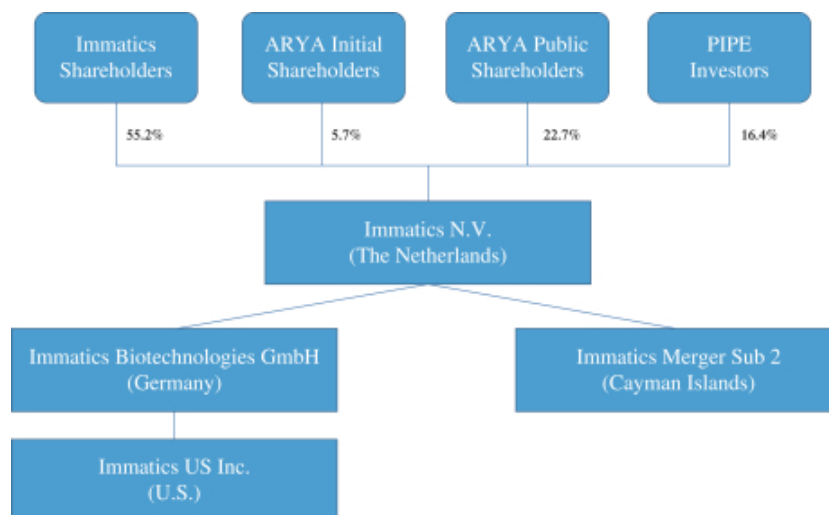 Immatics
Shareholders
ARYA Initial
Shareholders
ARYA Public
Shareholders
PIPE
Investors
55.2%
5.7%
22.7%
16.4%
Immatics N.V.
(The Netherlands)
Immatics Biotechnologies GmbH
(Germany)
Immatics Merger Sub 2
(Cayman Islands)
Immatics US Inc.
(U.S.)